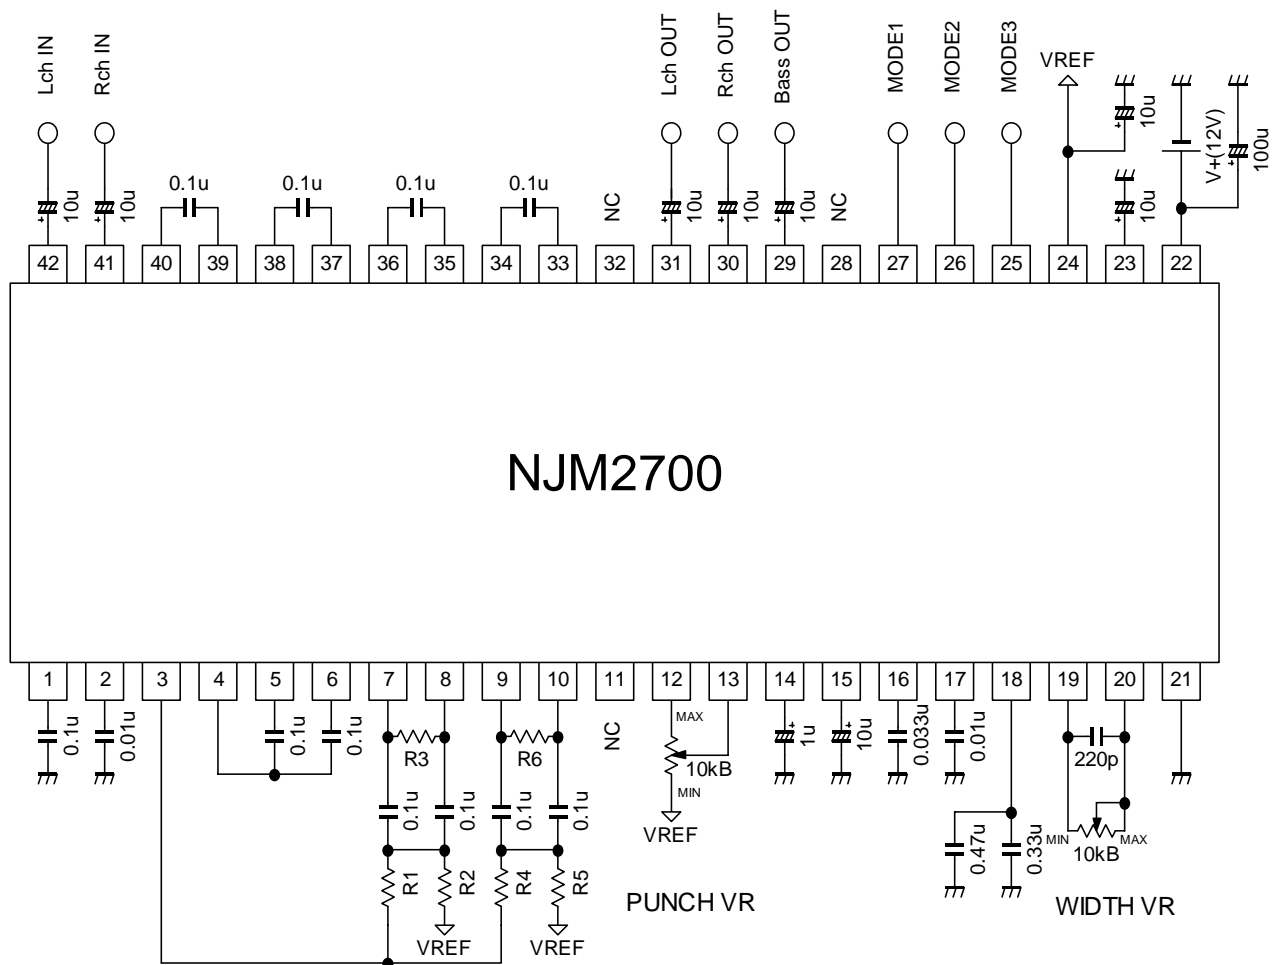 Lch IN
Rch IN
Lch OUT
Rch OUT
Bass OUT
MODE1
MODE2
MODE3
VREF
10u
V+(12V)
100u
10u
10u
10u
0.1u
0.1u
0.1u
0.1u
NC
10u
10u
10u
NC
42
41
40
39
38
37
36
35
34
33
32
31
30
29
28
27
26
25
24
23
22
NJM2700
1
2
3
4
5
6
7
8
9
10
11
12
13
14
15
16
17
18
19
20
21
0.1u
0.01u
0.1u
0.1u
R3
R6
NC
MAX
10kB
MIN
VREF
1u
10u
0.033u
0.01u
220p
0.1u
0.1u
0.1u
0.1u
0.47u
0.33u
MIN
10kB
MAX
R1
R2
R4
R5
VREF
VREF
PUNCH VR
WIDTH VR